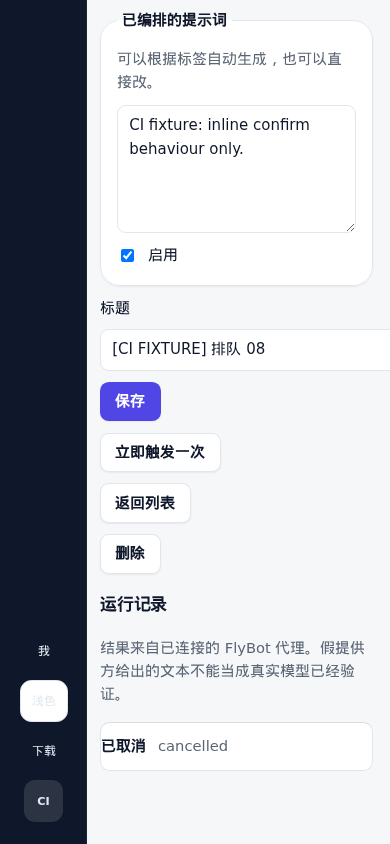 已编排的提示词
可以根据标签自动生成，也可以直
接改。
CI fixture: inline confirm
behaviour only.
启用
标题
[CI FIXTURE] 排队 08
保存
立即触发一次
返回列表
删除
运行记录
结果来自已连接的 FlyBot 代理。假提供
方给出的文本不能当成真实模型已经验
证。
已取消 cancelled
我
浅色
下载
CI